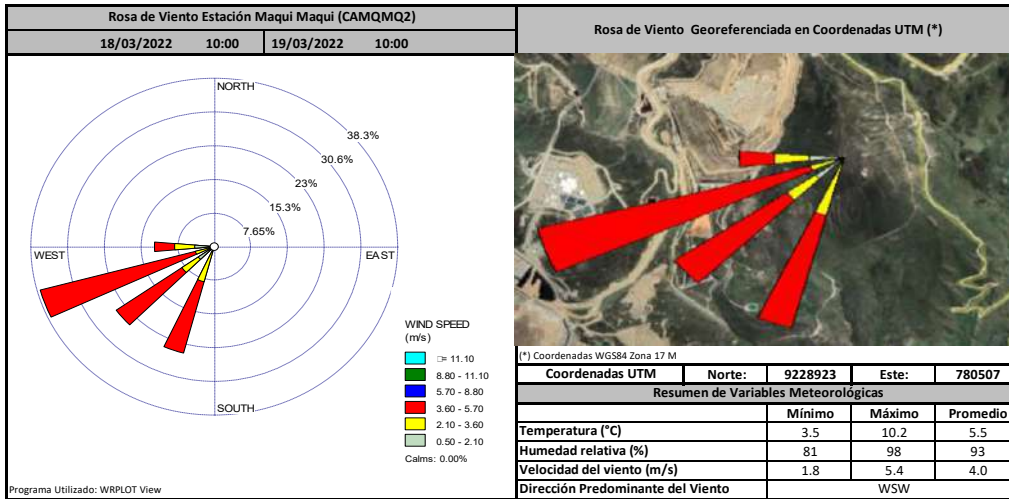 Rosa de Viento Estación Maqui Maqui (CAMQMQ2)
18/03/2022 10:00 19/03/2022 10:00
Rosa de Viento Georeferenciada en Coordenadas UTM (*)
NORTH
38.3%
30.6%
23%
15.3%
7.65%
WEST
EAST
SOUTH
WIND SPEED
(m/s)
□= 11.10
8.80 - 11.10
5.70 - 8.80
3.60 - 5.70
2.10 - 3.60
0.50 - 2.10
Calms: 0.00%
Programa Utilizado: WRPLOT View
(*) Coordenadas WGS84 Zona 17 M
Coordenadas UTM Norte: 9228923 Este: 780507
Resumen de Variables Meteorológicas
Mínimo Máximo Promedio
Temperatura (°C) 3.5 10.2 5.5
Humedad relativa (%) 81 98 93
Velocidad del viento (m/s) 1.8 5.4 4.0
Dirección Predominante del Viento WSW